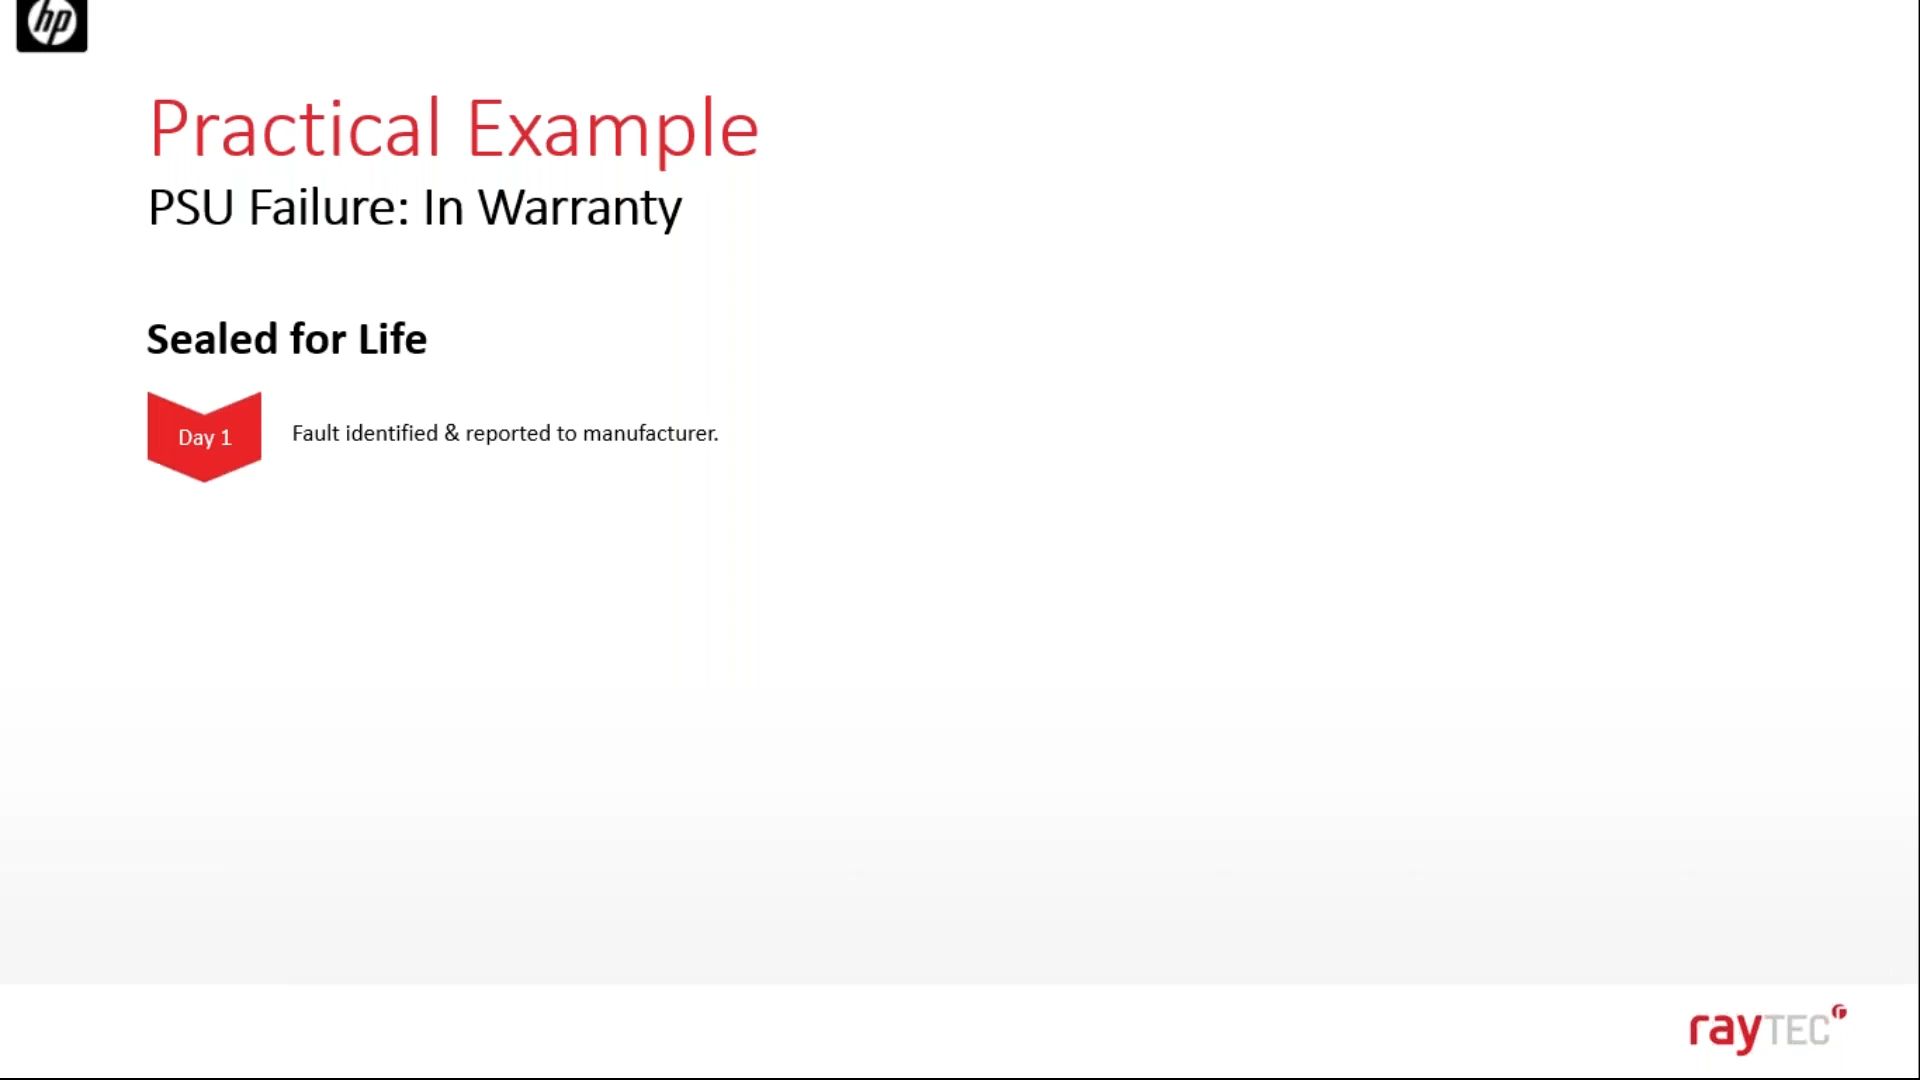 hp
Practical Example
PSU Failure: In Warranty
Sealed for Life
Day 1
Fault identified & reported to manufacturer.
rayTEC
r